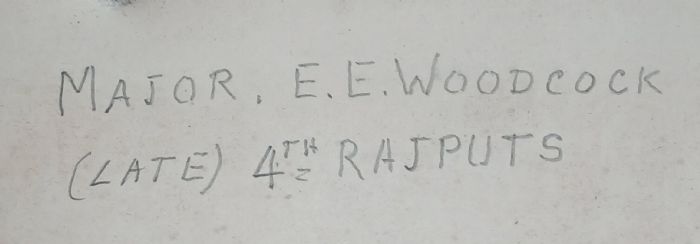 MAJOR. E.E.WOODCOCK
(LATE) 4TH RAJPUTS